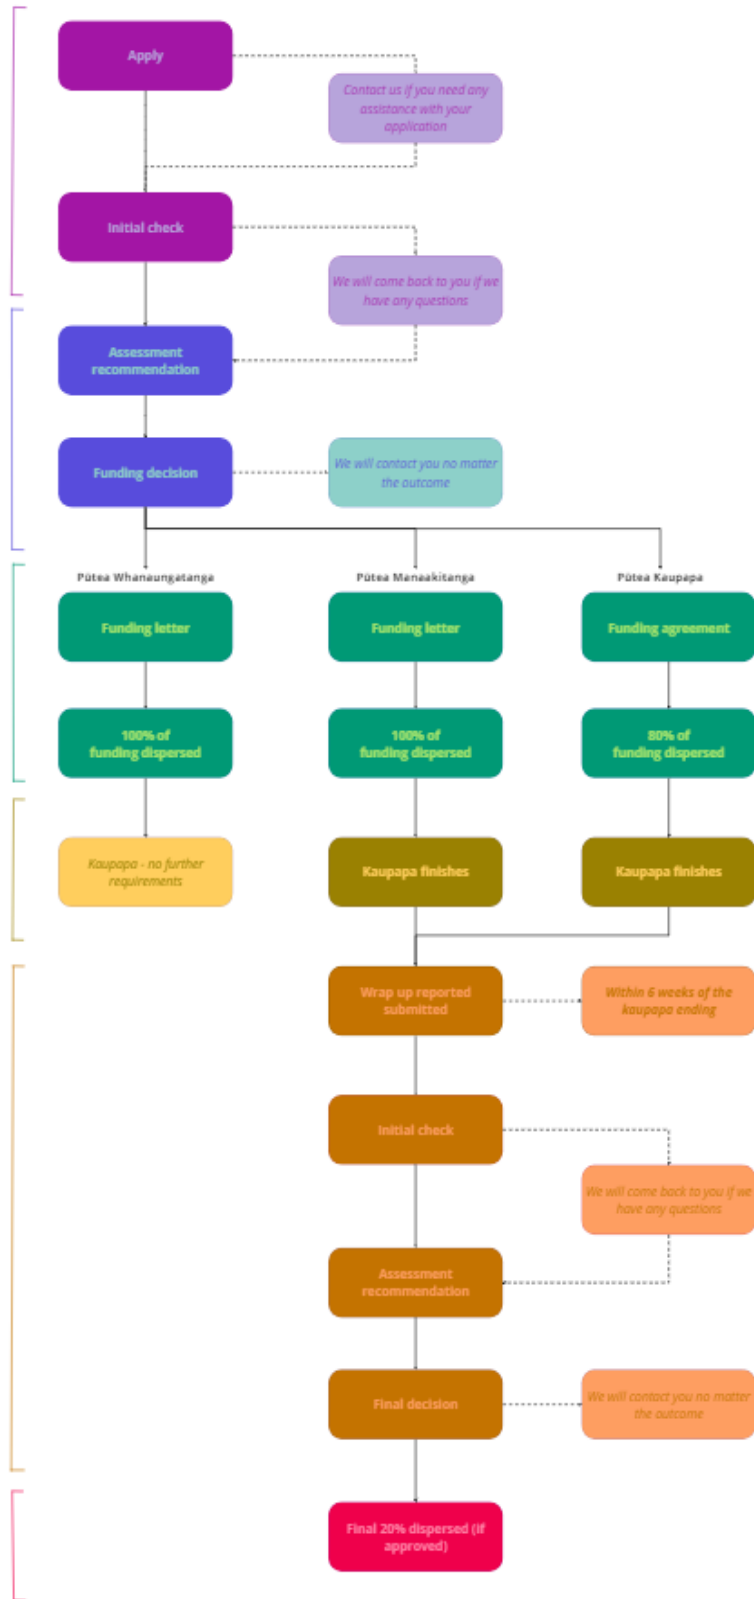 Apply
Contact us if you need any
assistance with your
application
Initial check
We will come back to you if we
have any questions
Assessment
recommendation
Funding decision
We will contact you no matter
the outcome
Pūtea Whanaungatanga
Pūtea Manaakitanga
Pūtea Kaupapa
Funding letter
Funding letter
Funding agreement
100% of
funding dispersed
100% of
funding dispersed
80% of
funding dispersed
Kaupapa - no further
requirements
Kaupapa finishes
Kaupapa finishes
Wrap up reported
submitted
Within 6 weeks of the
kaupapa ending
Initial check
We will come back to you if we
have any questions
Assessment
recommendation
Final decision
We will contact you no matter
the outcome
Final 20% dispersed (if
approved)